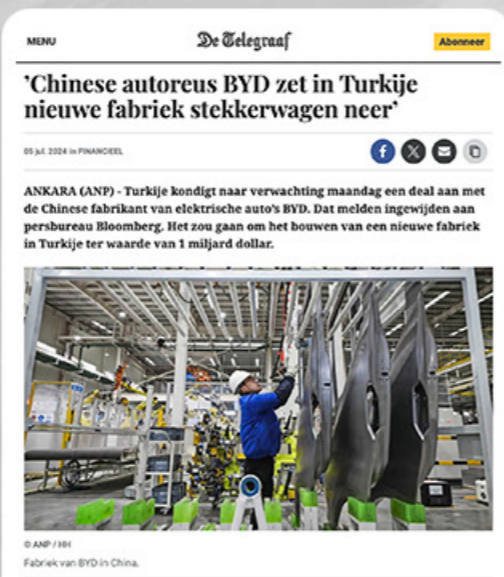 MENU
De Telegraaf
Abonneer
'Chinese autoreus BYD zet in Turkije
nieuwe fabriek stekkerwagen neer'
05 jul. 2024 in FINANCIEEL
ANKARA (ANP) - Turkije kondigt naar verwachting maandag een deal aan met
de Chinese fabrikant van elektrische auto's BYD. Dat melden ingewijden aan
persbureau Bloomberg. Het zou gaan om het bouwen van een nieuwe fabriek
in Turkije ter waarde van 1 miljard dollar.
© ANP / HH
Fabriek van BYD in China.